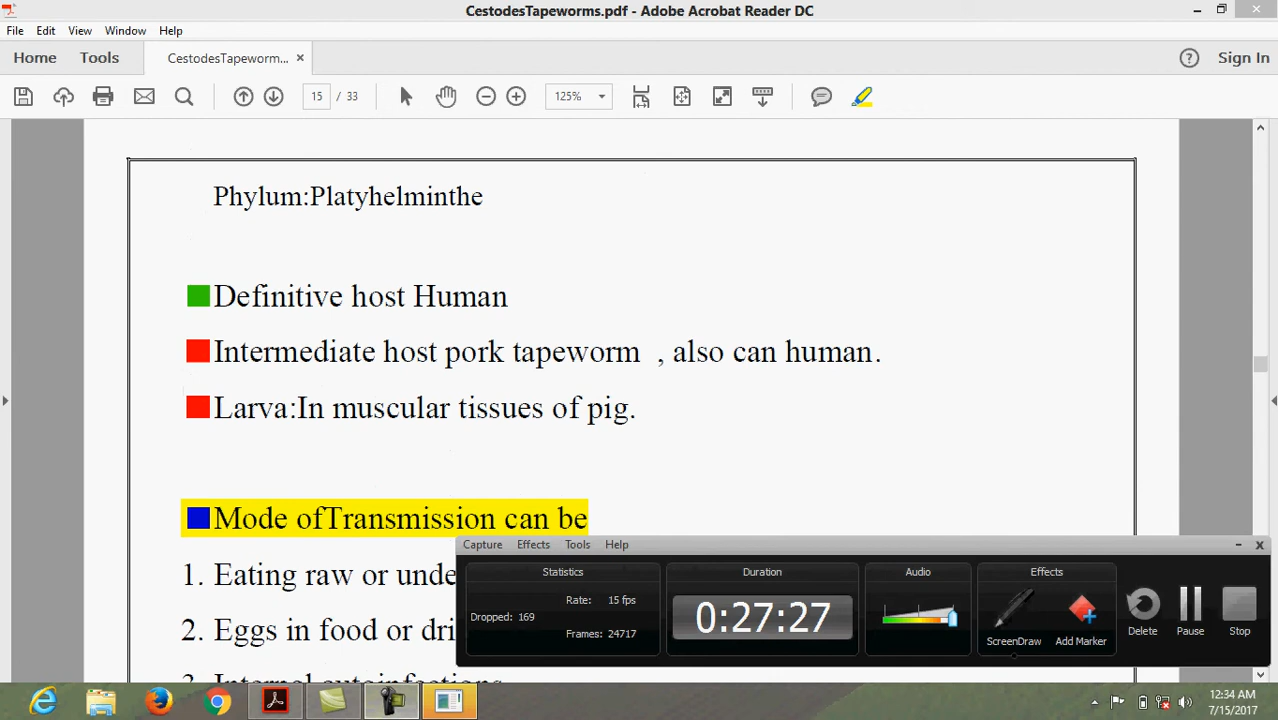 CestodesTapeworms.pdf - Adobe Acrobat Reader DC
File Edit View Window Help
Home Tools CestodesTapeworm... × Sign In
15 / 33 125%
Phylum:Platyhelminthe
Definitive host Human
Intermediate host pork tapeworm , also can human.
Larva:In muscular tissues of pig.
Mode ofTransmission can be
1. Eating raw or unde
2. Eggs in food or dri
Capture Effects Tools Help
Statistics Duration Audio Effects
Rate: 15 fps
Dropped: 169
Frames: 24717
0:27:27
ScreenDraw Add Marker Delete Pause Stop
3. Internal autoinfections
12:34 AM
7/15/2017